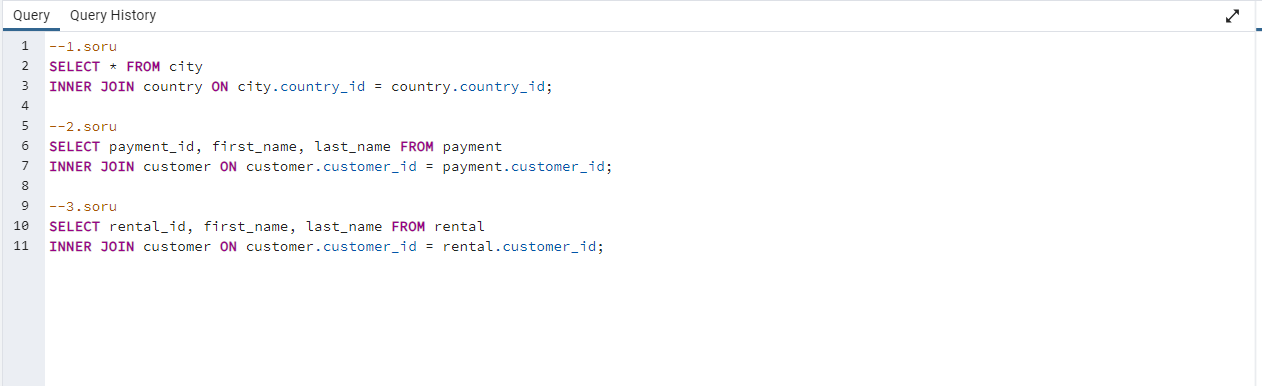 Query Query History
1 --1.soru
2 SELECT * FROM city
3 INNER JOIN country ON city.country_id = country.country_id;
4
5 --2.soru
6 SELECT payment_id, first_name, last_name FROM payment
7 INNER JOIN customer ON customer.customer_id = payment.customer_id;
8
9 --3.soru
10 SELECT rental_id, first_name, last_name FROM rental
11 INNER JOIN customer ON customer.customer_id = rental.customer_id;